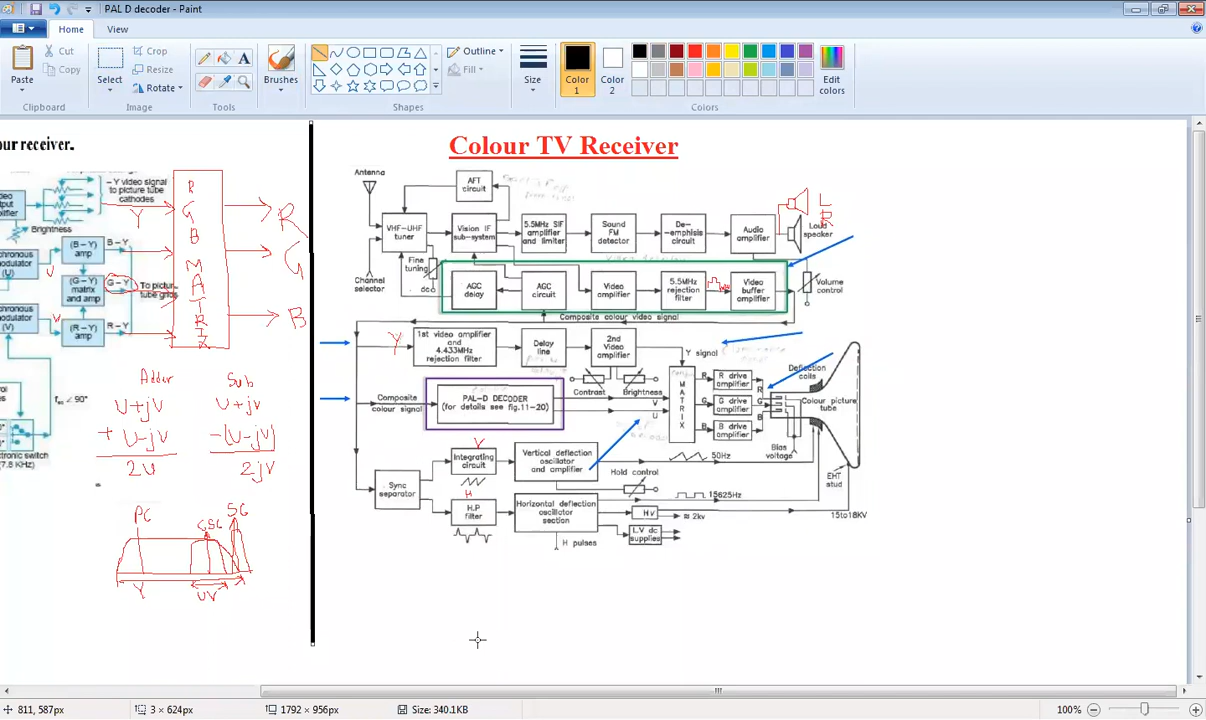 PAL D decoder - Paint
Home
View
Paste
Cut
Copy
Clipboard
Select
Crop
Resize
Rotate
Image
Tools
Brushes
Outline
Fill
Shapes
Size
Color 1
Color 2
Edit colors
Colors
our receiver.
– Y video signal
to picture tube
cathodes
Brightness
Y
(B – Y)
amp
B – Y
(G – Y)
matrix
and amp
G – Y
To picture
tube grids
(R – Y)
amp
R – Y
U
V
(U)
(V)
R
G
B
M
A
T
R
I
X
R
G
B
Adder
U+jV
+ U-jV
2U
Sub
U+jV
-(U-jV)
2jV
PC
CSC
SC
Y
UV
Colour TV Receiver
Antenna
AFT
circuit
VHF-UHF
tuner
Vision IF
sub-system
5.5MHz SIF
amplifier
and limiter
Sound
FM
detector
De-
emphisis
circuit
Audio
amplifier
Loud
speaker
L
R
Fine
tuning
Channel
selector
AGC
delay
AGC
circuit
Video
amplifier
5.5MHz
rejection
filter
Video
buffer
amplifier
Volume
control
Composite colour video signal
Y
1st video amplifier
and 4.433MHz
rejection filter
Delay
line
2nd
Video
amplifier
Y signal
Contrast
Brightness
Composite
colour signal
PAL-D DECODER
(for details see fig.11-20)
V
U
M
A
T
R
I
X
R
R drive
amplifier
R
G
G drive
amplifier
G
B
B drive
amplifier
B
Deflection
coils
Colour picture
tube
Bias
voltage
Sync
separator
V
Integrating
circuit
Vertical deflection
oscillator
and amplifier
50Hz
Hold control
H
H.P
filter
Horizontal deflection
oscillator
section
15625Hz
HV
≈ 2kv
L.V dc
supplies
H pulses
EHT
stud
15to18KV
811, 587px
3 × 624px
1792 × 956px
Size: 340.1KB
100%